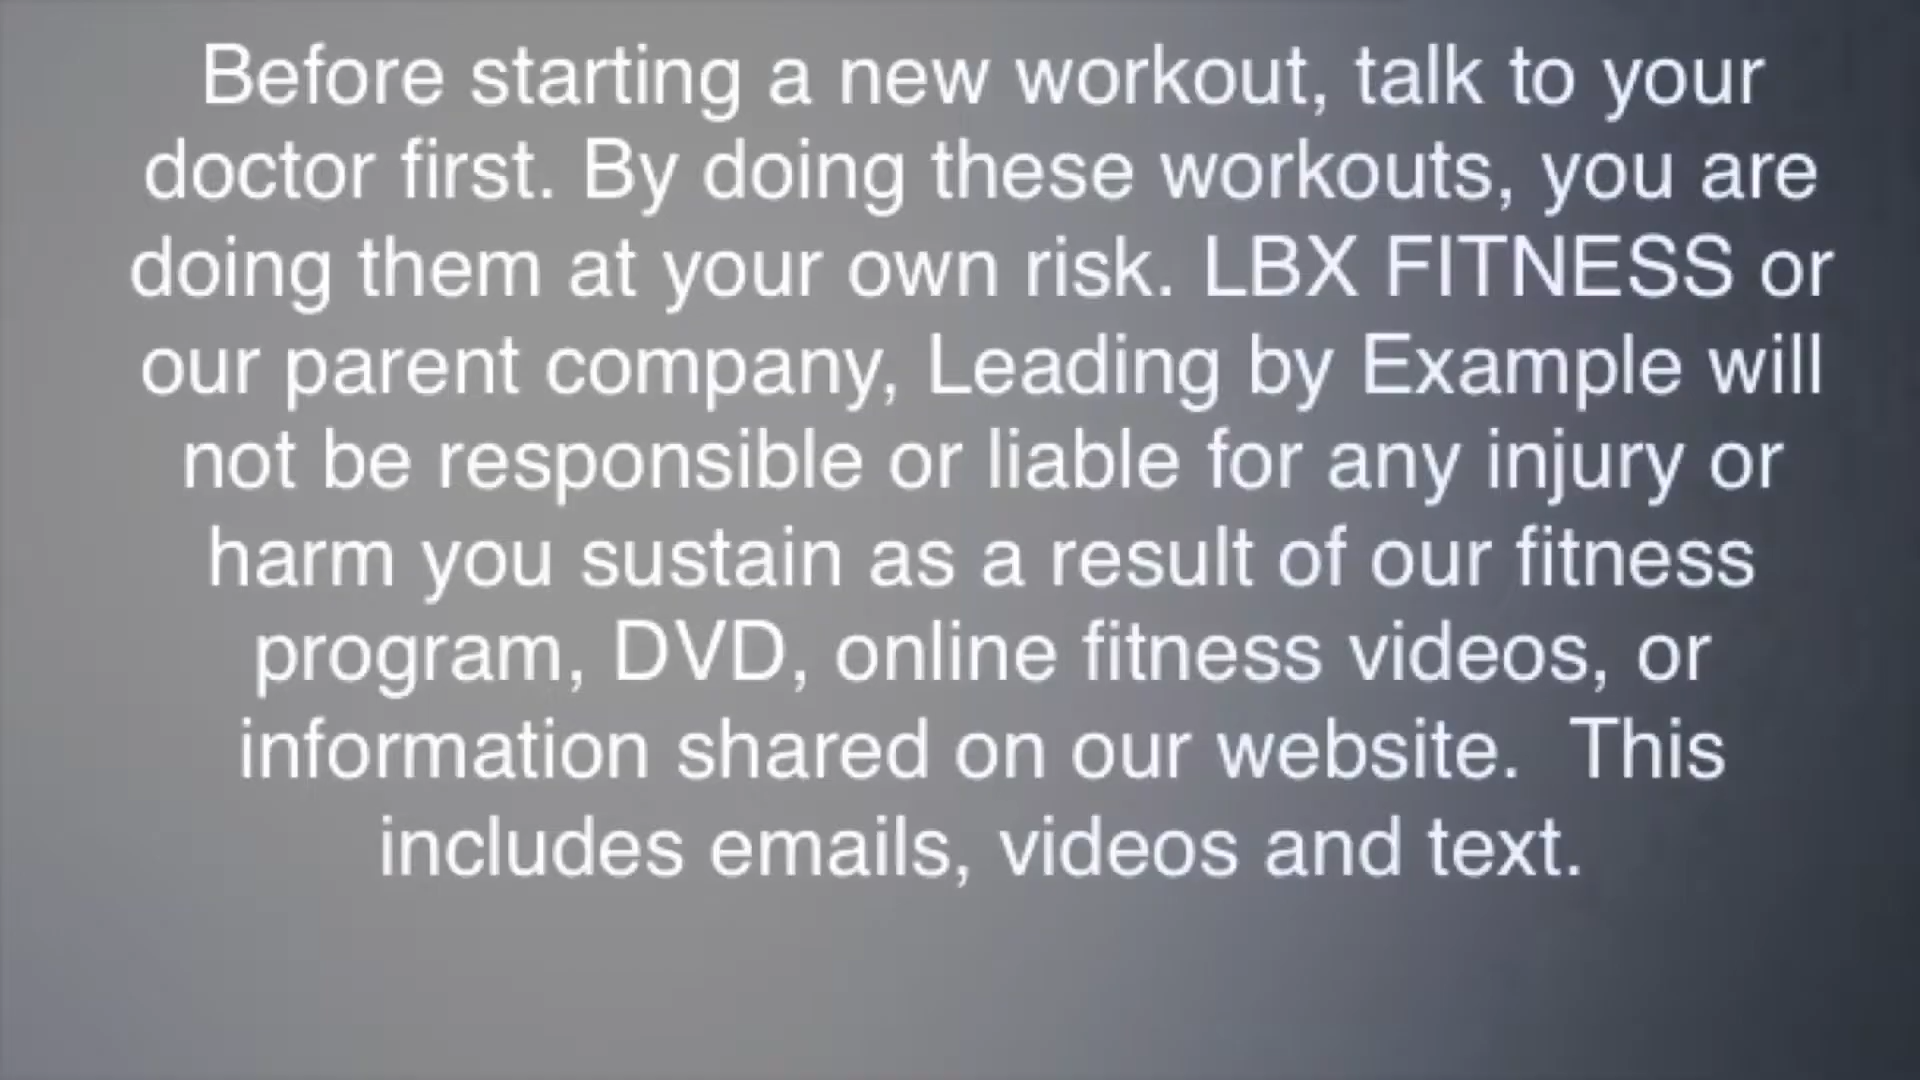 Before starting a new workout, talk to your
doctor first. By doing these workouts, you are
doing them at your own risk. LBX FITNESS or
our parent company, Leading by Example will
not be responsible or liable for any injury or
harm you sustain as a result of our fitness
program, DVD, online fitness videos, or
information shared on our website.  This
includes emails, videos and text.